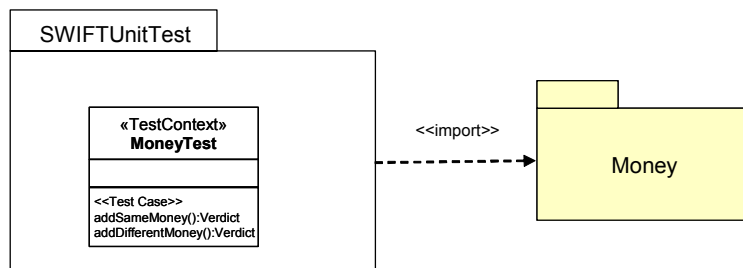 SWIFTUnitTest
«TestContext»
MoneyTest
<<Test Case>>
addSameMoney():Verdict
addDifferentMoney():Verdict
<<import>>
Money